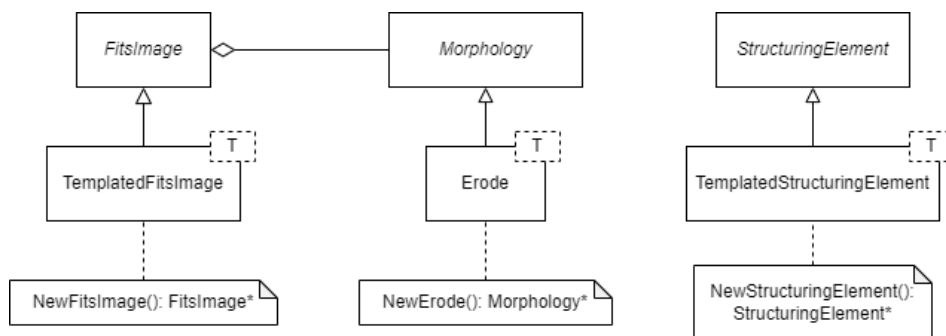 FitsImage
Morphology
StructuringElement
T
T
T
TemplatedFitsImage
Erode
TemplatedStructuringElement
NewFitsImage(): FitsImage*
NewErode(): Morphology*
NewStructuringElement():
StructuringElement*